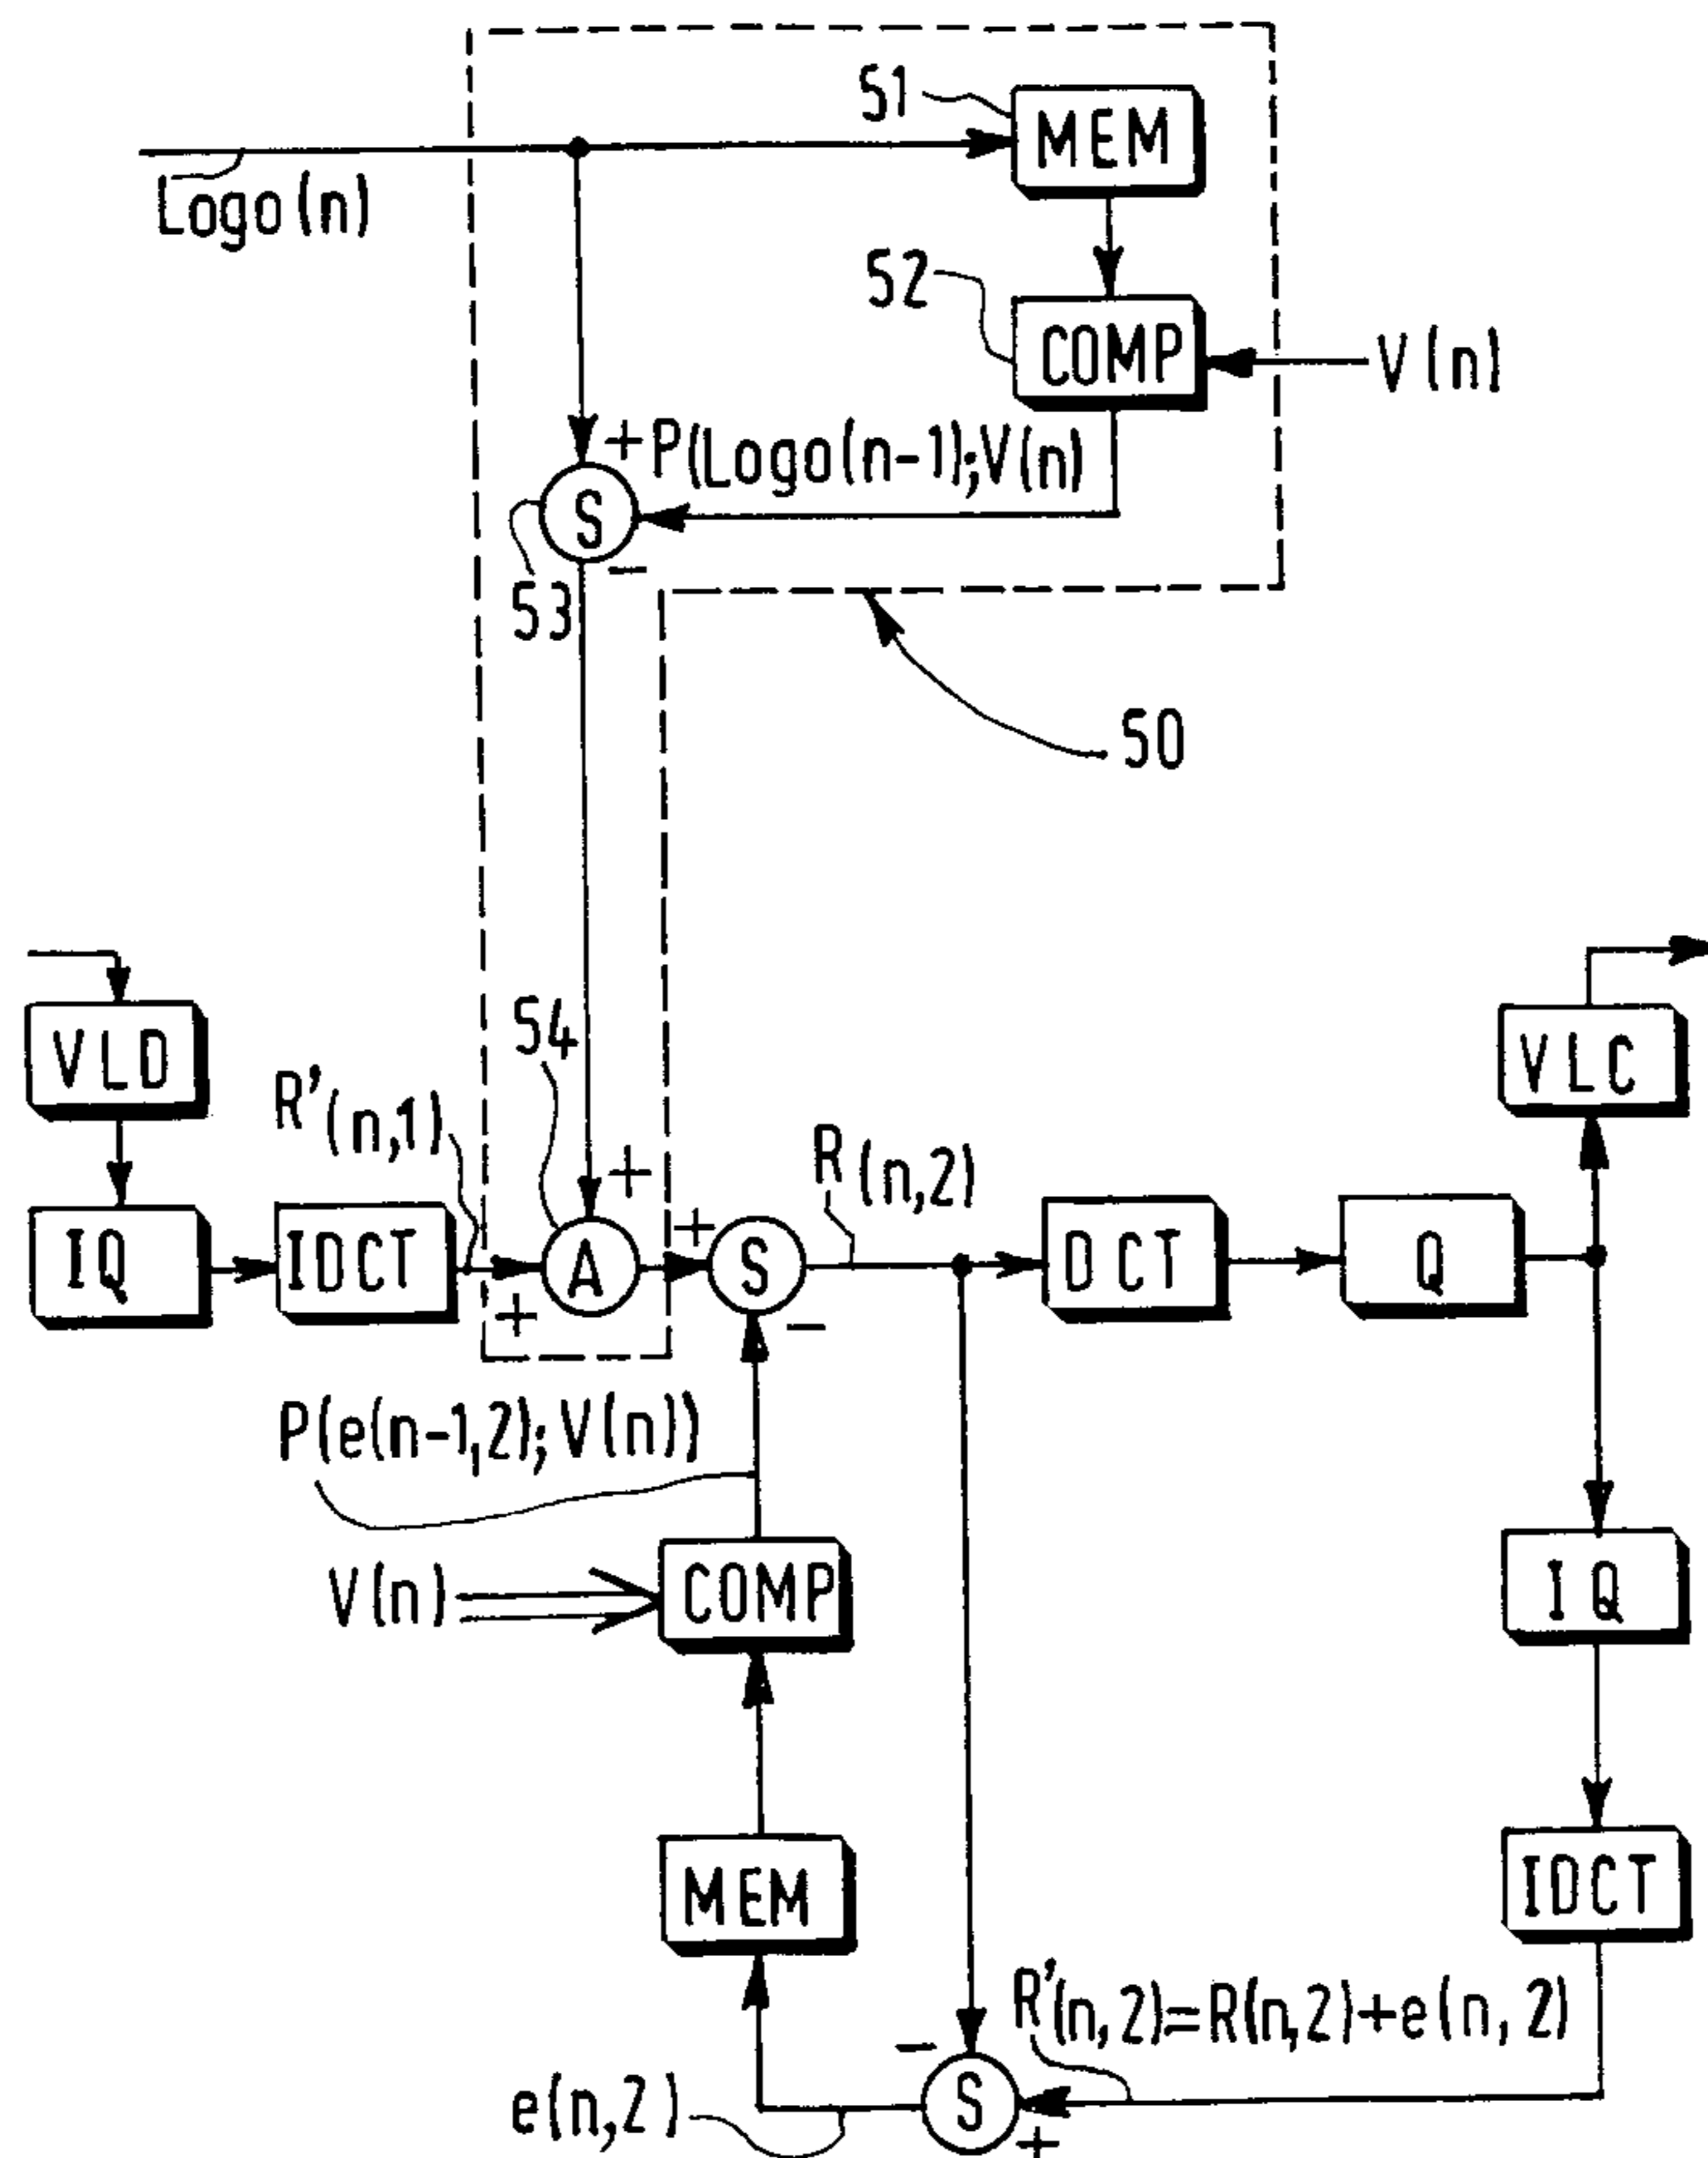 51
MEM
Logo(n)
52
COMP
V(n)
+
P(Logo(n-1);V(n)
S
-
53
50
54
VLD
VLC
R'(n,1)
+
R(n,2)
+
IQ
IDCT
A
S
DCT
Q
+
-
P(e(n-1,2);V(n))
V(n)
COMP
IQ
MEM
IDCT
R'(n,2)=R(n,2)+e(n,2)
-
S
e(n,2)
+